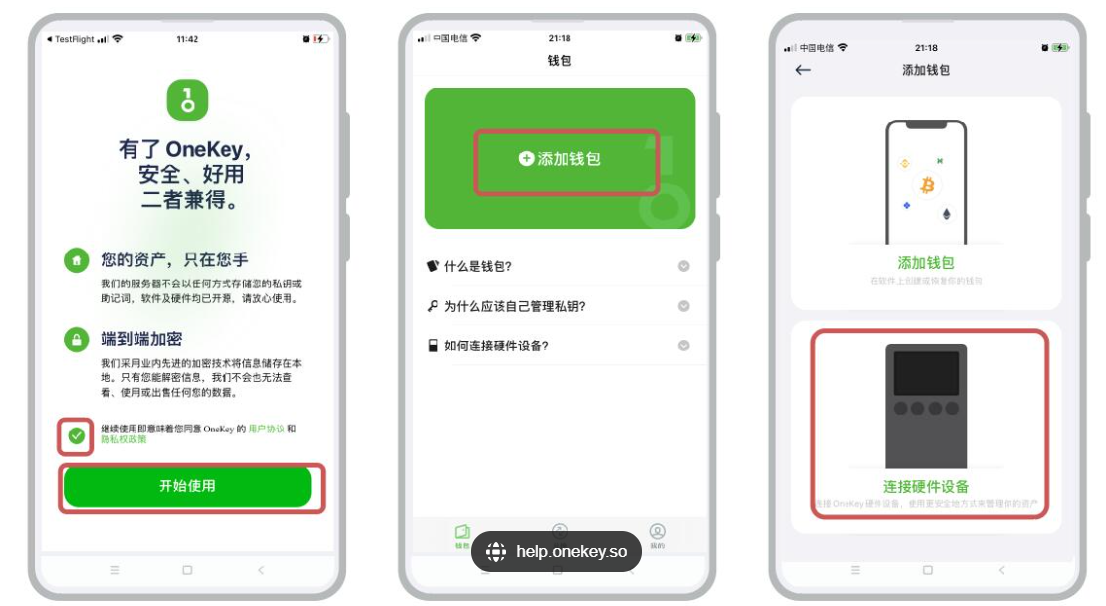 TestFlight
11:42
有了 OneKey，
安全、好用
二者兼得。
您的资产，只在您手
我们的服务器不会以任何方式存储您的私钥或
助记词，软件及硬件均已开源，请放心使用。
端到端加密
我们采用业内先进的加密技术将信息储存在本
地。只有您能解密信息，我们不会也无法查
看、使用或出售任何您的数据。
继续使用即意味着您同意 OneKey 的 用户协议 和
隐私权政策
开始使用
中国电信
21:18
钱包
添加钱包
什么是钱包?
为什么应该自己管理私钥?
如何连接硬件设备?
钱包
我的
help.onekey.so
中国电信
21:18
添加钱包
添加钱包
在软件上创建或恢复你的钱包
连接硬件设备
连接 OneKey 硬件设备，使用更安全地方式来管理你的资产